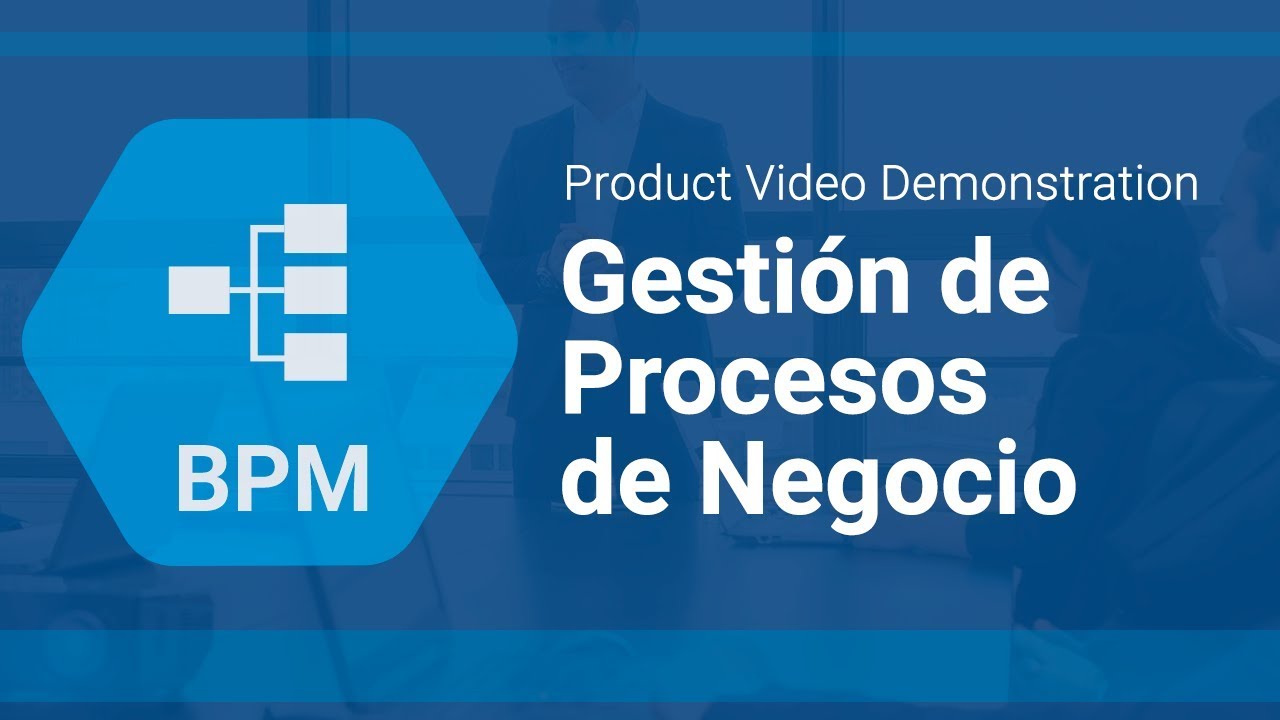 BPM
Product Video Demonstration
Gestión de
Procesos
de Negocio